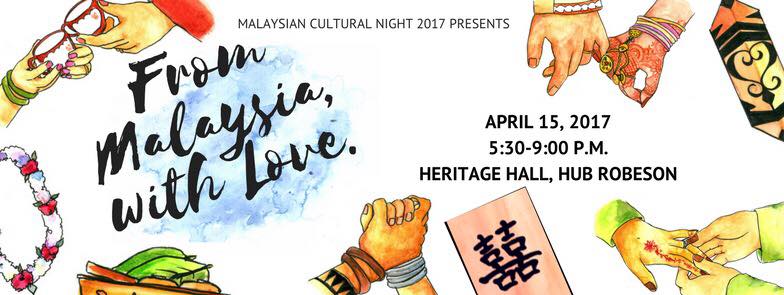 MALAYSIAN CULTURAL NIGHT 2017 PRESENTS
From
Malaysia,
with Love.
APRIL 15, 2017
5:30-9:00 P.M.
HERITAGE HALL, HUB ROBESON
囍